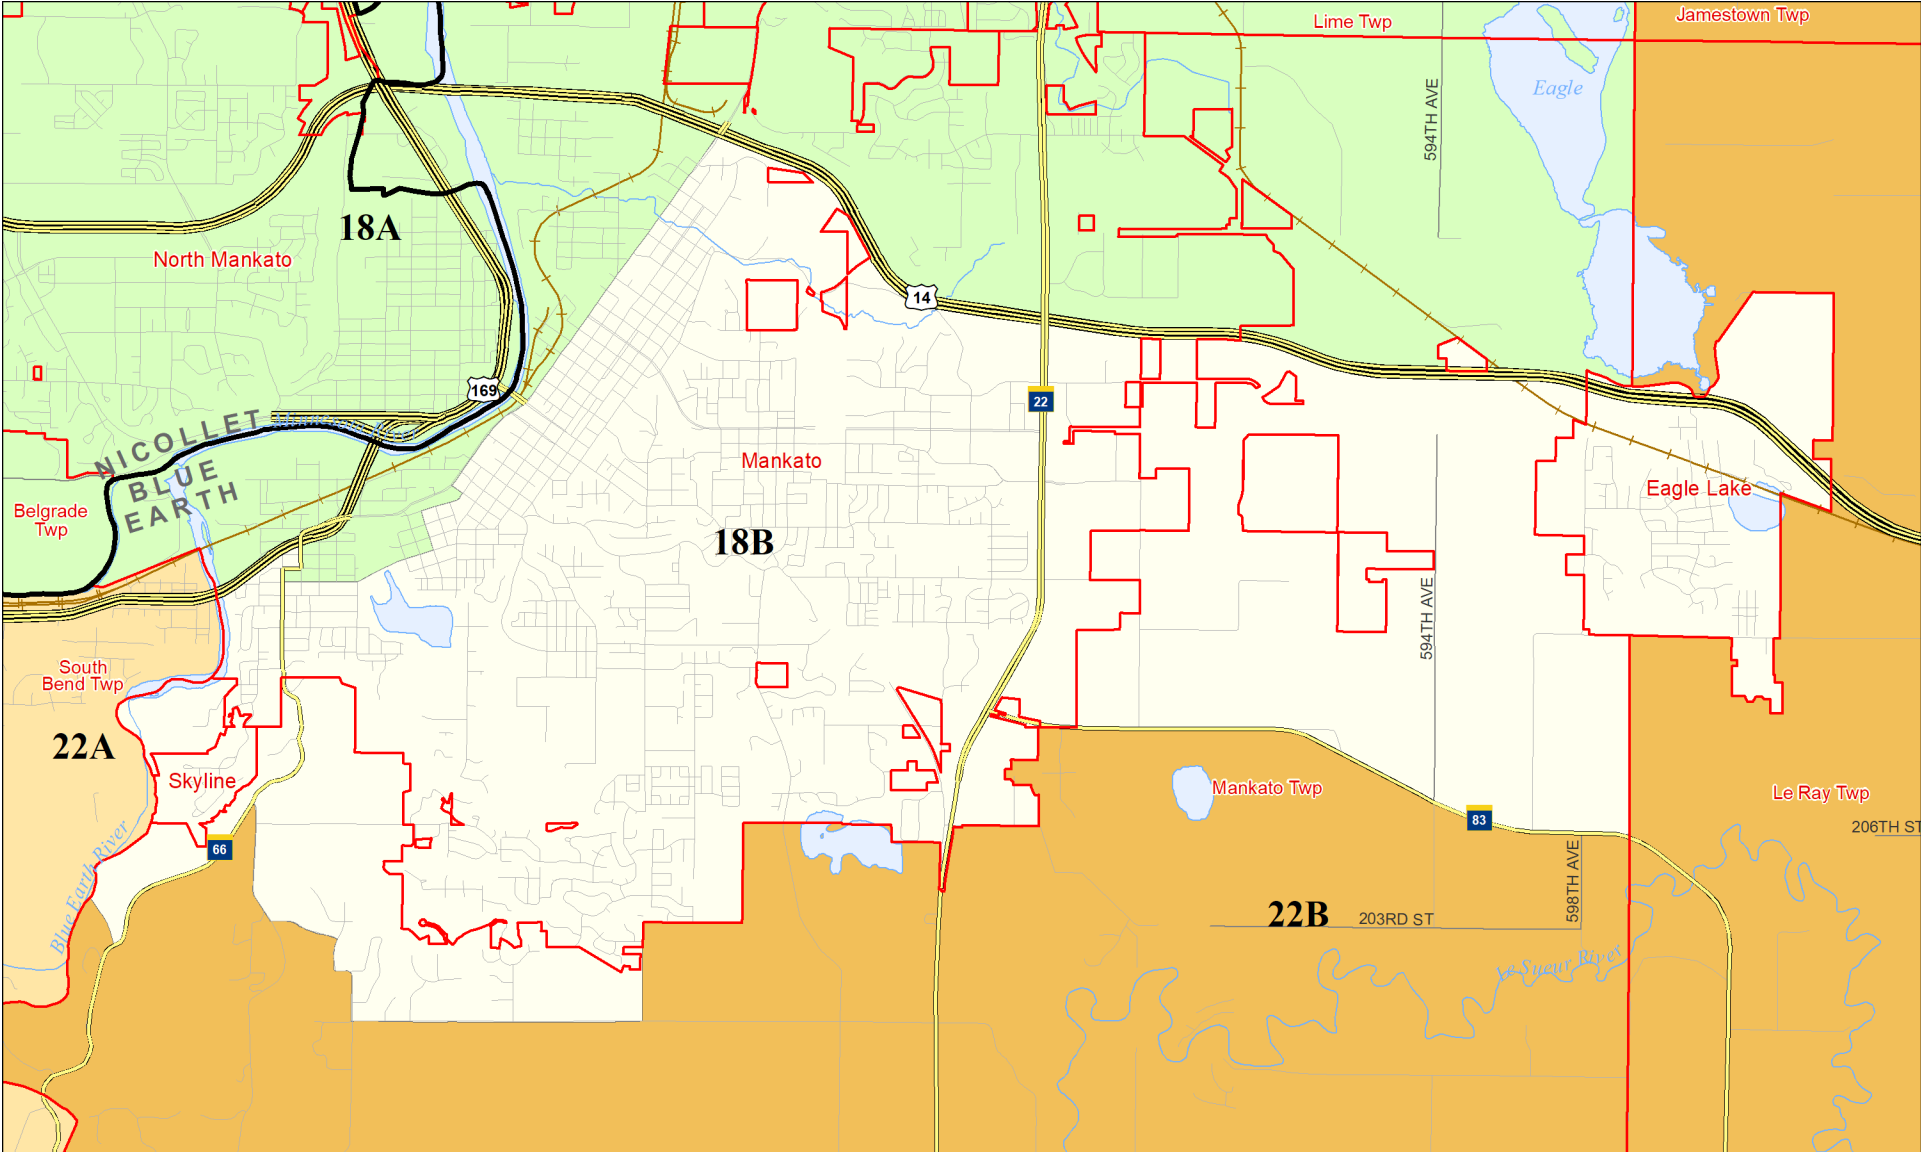 Jamestown Twp
Lime Twp
Eagle
594TH AVE
18A
North Mankato
14
169
22
NICOLLET
Minnesota River
BLUE
EARTH
Mankato
Eagle Lake
Belgrade
Twp
18B
594TH AVE
South
Bend Twp
22A
Skyline
Mankato Twp
Le Ray Twp
83
206TH ST
66
Blue Earth River
598TH AVE
22B
203RD ST
Le Sueur River